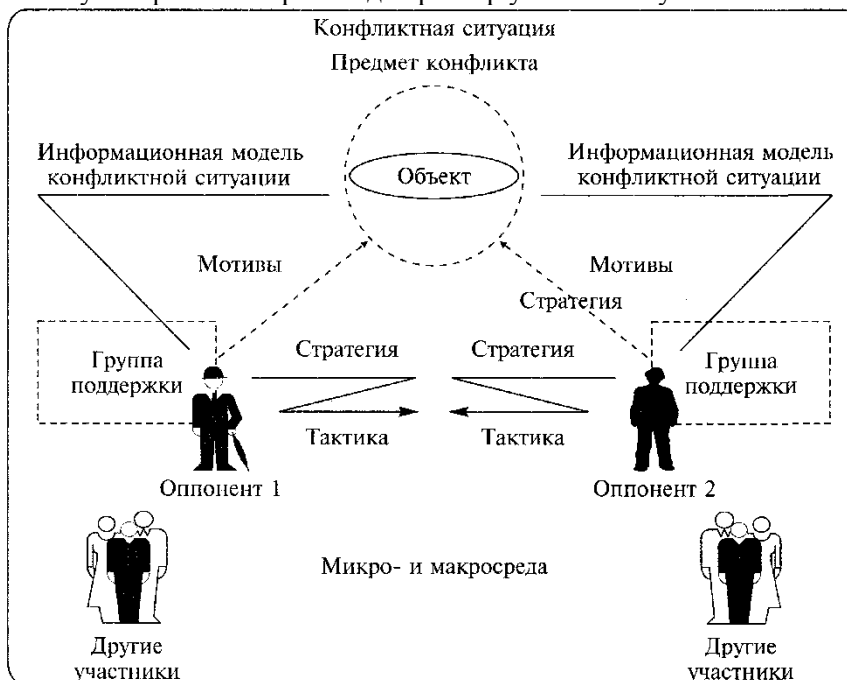 Конфликтная ситуация
Предмет конфликта
Информационная модель
конфликтной ситуации
Объект
Информационная модель
конфликтной ситуации
Мотивы
Мотивы
Стратегия
Группа
поддержки
Стратегия
Стратегия
Группа
поддержки
Тактика
Тактика
Оппонент 1
Оппонент 2
Микро- и макросреда
Другие
участники
Другие
участники